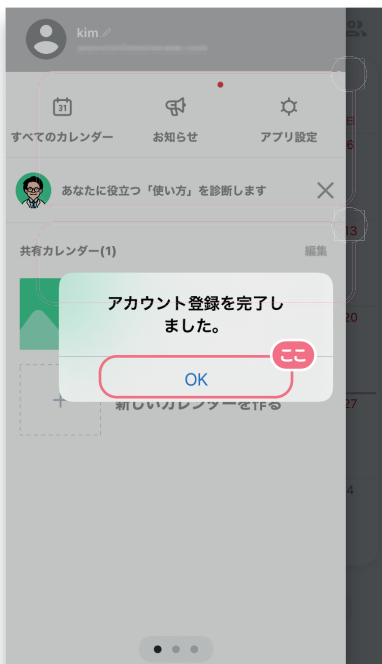 kim
31
すべてのカレンダー
お知らせ
アプリ設定
日
6
あなたに役立つ「使い方」を診断します
13
共有カレンダー(1)
編集
アカウント登録を完了し
ました。
20
ここ
OK
新しいカレンダーを作る
27
4